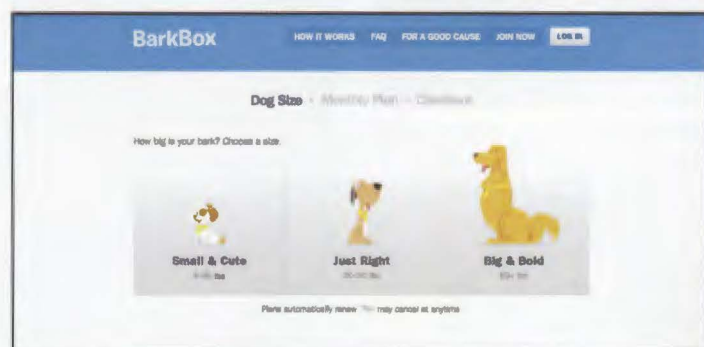 BarkBox
HOW IT WORKS FAQ FOR A GOOD CAUSE JOIN NOW LOG IN
Dog Size Monthly Plan Checkout
How big is your bark? Choose a size.
Small & Cute Just Right Big & Bold
lbs
Plans automatically renew may cancel at anytime